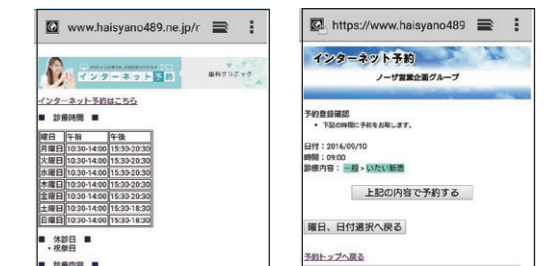 www.haisyano489.ne.jp/r
インターネット予約
歯科クリニック
インターネット予約はこちら
■ 診療時間 ■
曜日 午前 午後
月曜日 10:30-14:00 15:30-20:30
火曜日 10:30-14:00 15:30-20:30
水曜日 10:30-14:00 15:30-20:30
木曜日 10:30-14:00 15:30-20:30
金曜日 10:30-14:00 15:30-20:30
土曜日 10:30-14:00 15:30-18:30
日曜日 10:30-14:00 15:30-18:30
■ 休診日 ■
・祝祭日
■ 診療内容 ■
https://www.haisyano489
インターネット予約
ノーザ営業企画グループ
予約登録確認
• 下記の時間に予約をお取します。
日付：2016/09/10
時間：09:00
診療内容： 一般 > いたい新患
上記の内容で予約する
曜日、日付選択へ戻る
予約トップへ戻る